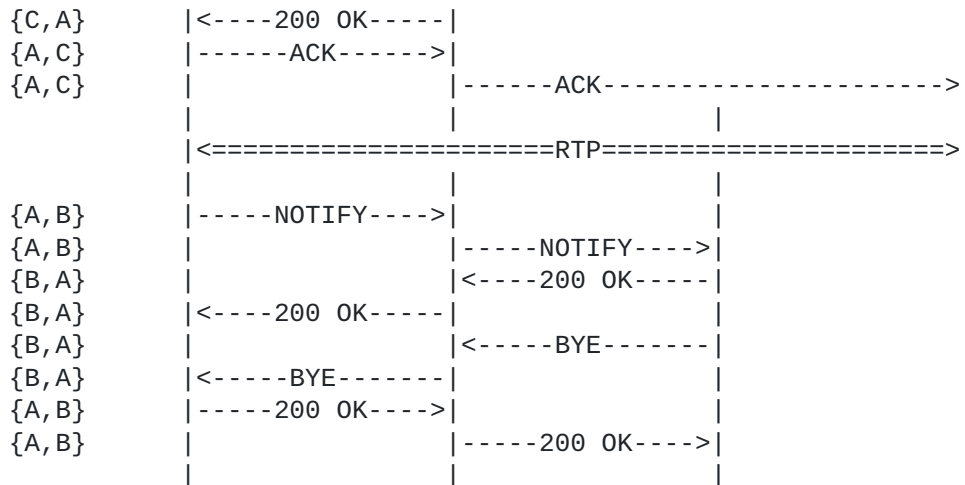 {C,A}       |<----200 OK-----|
{A,C}       |------ACK------>|
{A,C}       |                |------ACK---------------------->
            |                |                |
            |<======================RTP======================>
            |                |                |
{A,B}       |-----NOTIFY---->|                |
{A,B}       |                |-----NOTIFY---->|
{B,A}       |                |<----200 OK-----|
{B,A}       |<----200 OK-----|                |
{B,A}       |                |<-----BYE-------|
{B,A}       |<-----BYE-------|                |
{A,B}       |-----200 OK---->|                |
{A,B}       |                |-----200 OK---->|
            |                |                |